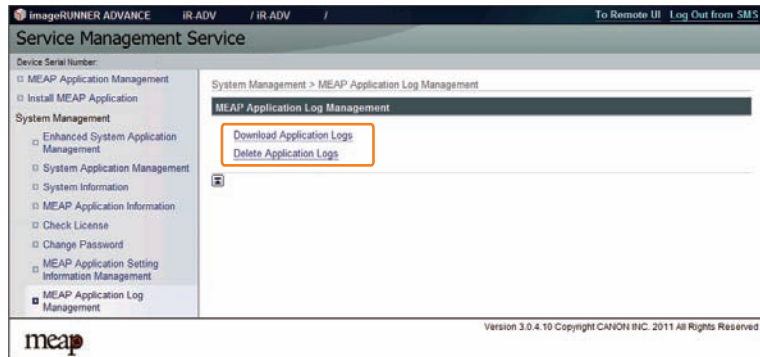 imageRUNNER ADVANCE iR-ADV / iR-ADV /
To Remote UI Log Out from SMS
Service Management Service
Device Serial Number:
MEAP Application Management
Install MEAP Application
System Management
Enhanced System Application
Management
System Application Management
System Information
MEAP Application Information
Check License
Change Password
MEAP Application Setting
Information Management
MEAP Application Log
Management
System Management > MEAP Application Log Management
MEAP Application Log Management
Download Application Logs
Delete Application Logs
Version 3.0.4.10 Copyright CANON INC. 2011 All Rights Reserved
meap